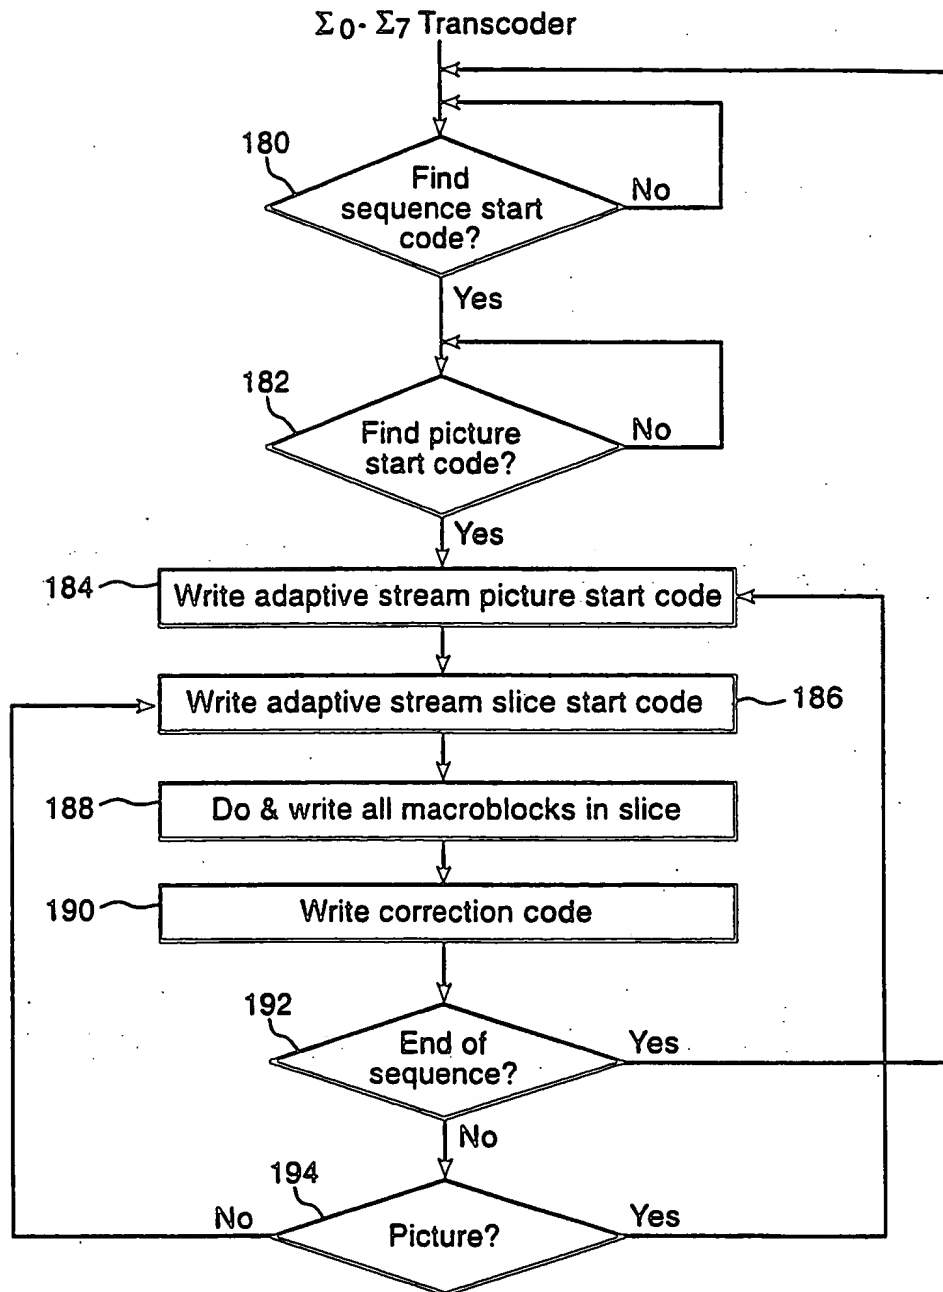 Σ0- Σ7 Transcoder
180
Find
sequence start
code?
No
Yes
182
Find picture
start code?
No
Yes
184
Write adaptive stream picture start code
Write adaptive stream slice start code
186
188
Do & write all macroblocks in slice
190
Write correction code
192
End of
sequence?
Yes
No
194
No
Picture?
Yes